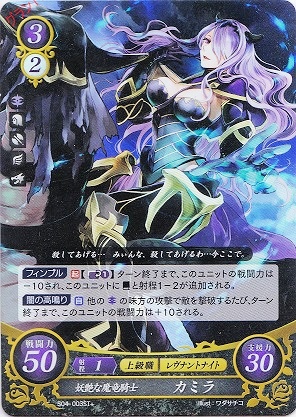 3
2
殺してあげる… みぃんな、殺してあげるわ…今ここで。
フィンブル 起 ターン終了まで、このユニットの戦闘力は
−10され、このユニットに と射程1−2が追加される。
闇の高鳴り 自 他の の味方の攻撃で敵を撃破するたび、ターン
終了まで、このユニットの戦闘力は＋10される。
戦闘力
50
射程 1 上級職 レヴナントナイト
支援力
30
妖艶な魔竜騎士 カミラ
S04-003ST+
Illust：ワダサチコ